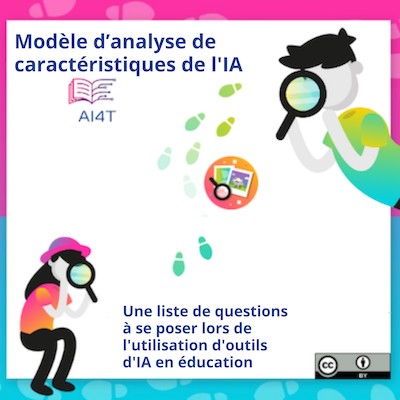 Modèle d’analyse de
caractéristiques de l'IA
AI4T
Une liste de questions
à se poser lors de
l'utilisation d'outils
d'IA en éducation
cc
BY